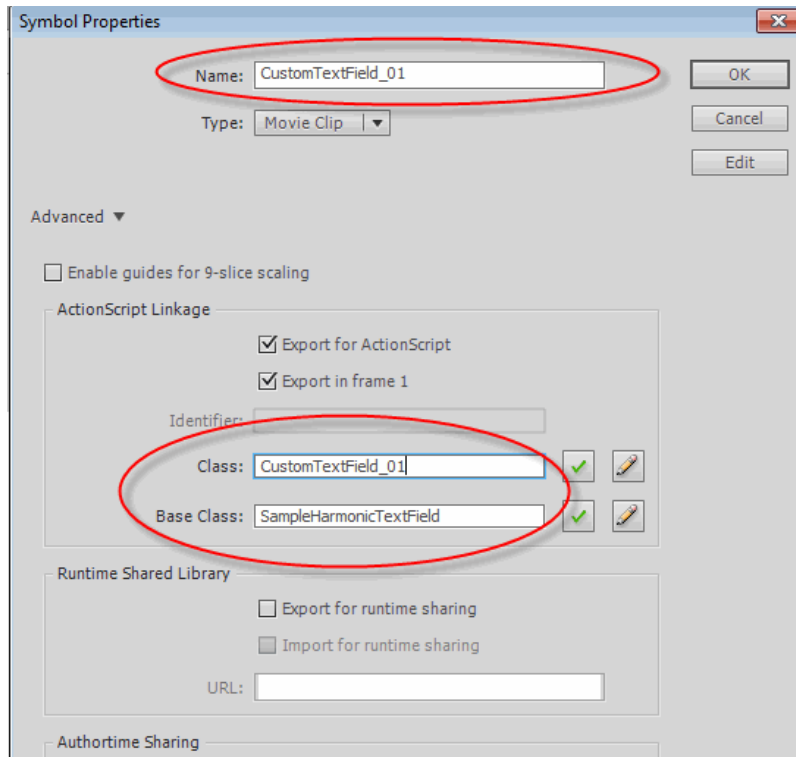 Symbol Properties
Name: CustomTextField_01
OK
Type: Movie Clip
Cancel
Edit
Advanced
Enable guides for 9-slice scaling
ActionScript Linkage
Export for ActionScript
Export in frame 1
Identifier:
Class: CustomTextField_01
Base Class: SampleHarmonicTextField
Runtime Shared Library
Export for runtime sharing
Import for runtime sharing
URL:
Authortime Sharing